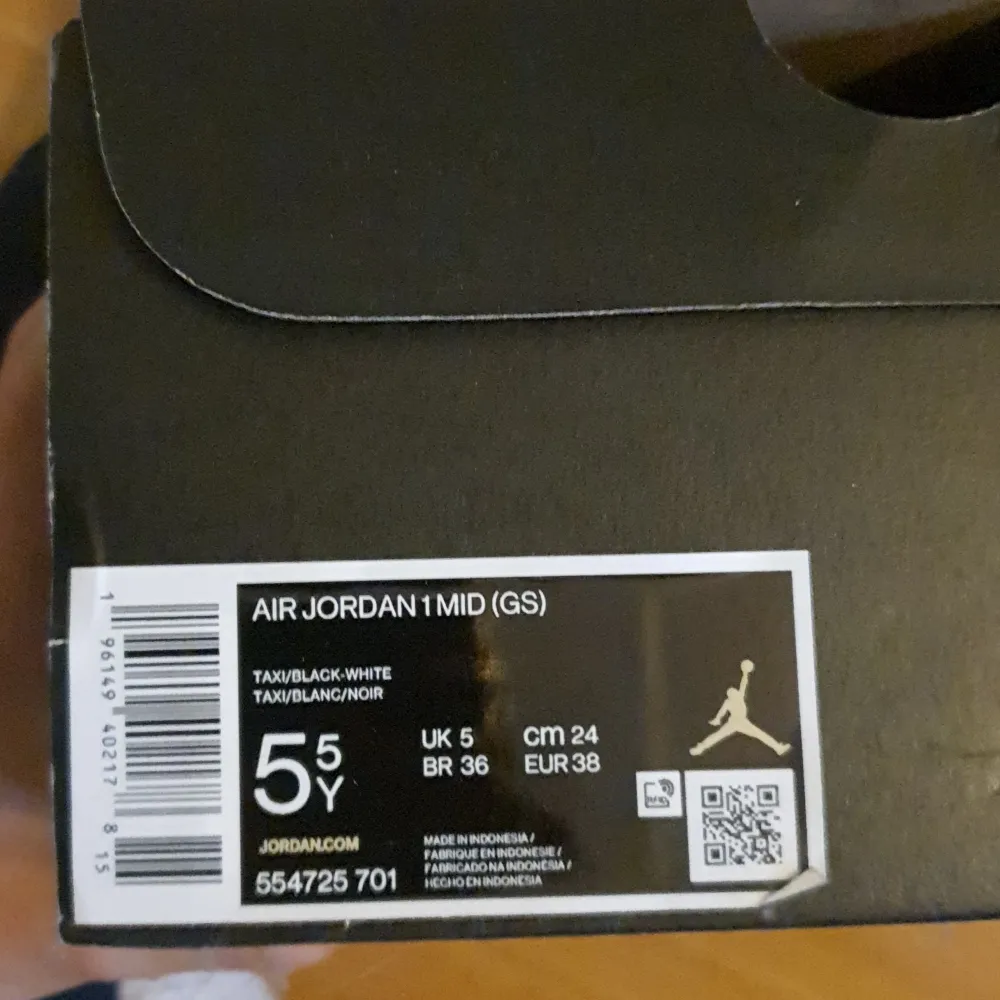 AIR JORDAN 1 MID (GS)
TAXI/BLACK-WHITE
TAXI/BLANC/NOIR
5 5Y
UK 5 cm 24
BR 36 EUR 38
RFID
JORDAN.COM
554725 701
MADE IN INDONESIA /
FABRIQUE EN INDONESIE /
FABRICADO NA INDONÉSIA /
HECHO EN INDONESIA
1 96149 40217 8 15